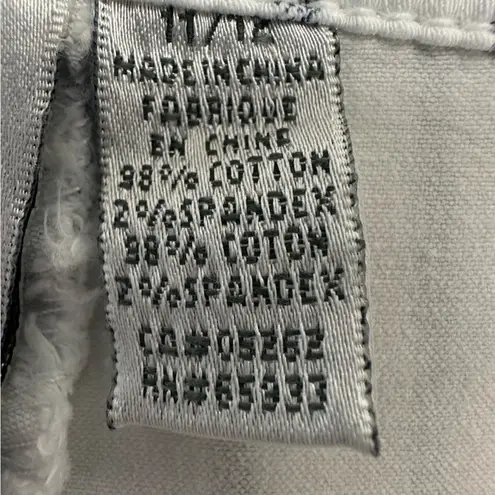 11/12
MADE IN CHINA
FABRIQUE
EN CHINE
98% COTTON
2% SPANDEX
98% COTON
2% SPANDEX
CA#05262
RN#65833